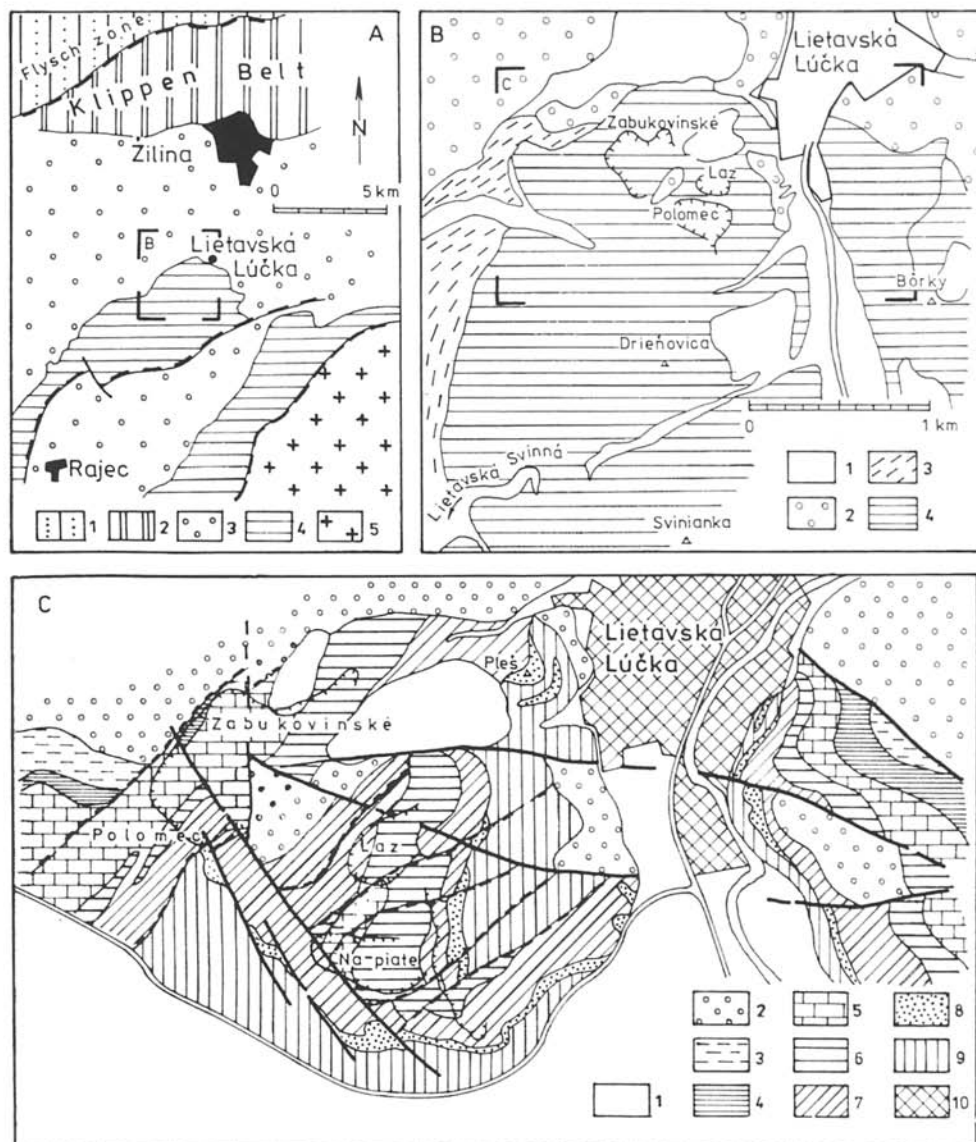 A
Flysch zone
Klippen Belt
N
Žilina
0 5 km
B
Lietavská
Lúčka
Rajec
1 2 3 4 5
B
Lietavská
Lúčka
C
Zabukovinské
Laz
Polomec
Bôrky
Drieňovica
0 1 km
Lietavská Svinná
Svinianka
1 3
2 4
C
Lietavská
Lúčka
Pleš
Zabukovinské
Polomec
Laz
Na-piate
2 5 8
3 6 9
1 4 7 10